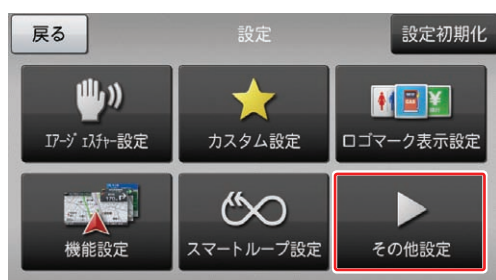 戻る
設定
設定初期化
ｴｱｰｼﾞｪｽﾁｬｰ設定
カスタム設定
ロゴマーク表示設定
機能設定
スマートループ設定
その他設定